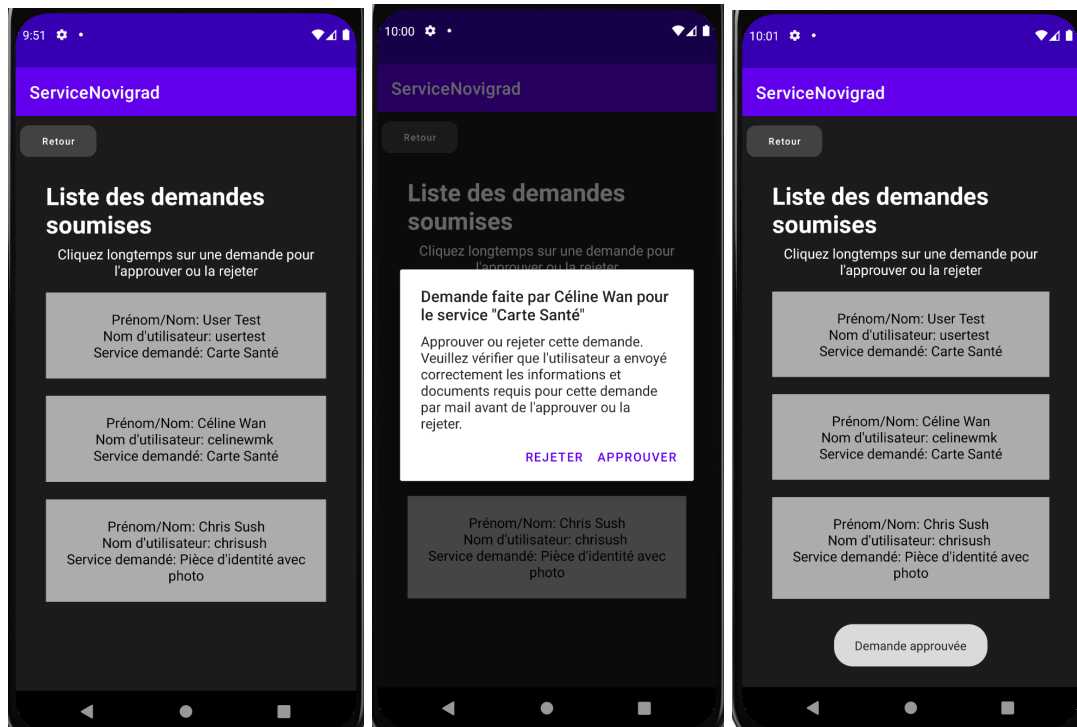 9:51
ServiceNovigrad
Retour
Liste des demandes
soumises
Cliquez longtemps sur une demande pour
l'approuver ou la rejeter
Prénom/Nom: User Test
Nom d'utilisateur: usertest
Service demandé: Carte Santé
Prénom/Nom: Céline Wan
Nom d'utilisateur: celinewmk
Service demandé: Carte Santé
Prénom/Nom: Chris Sush
Nom d'utilisateur: chrisush
Service demandé: Pièce d'identité avec
photo
10:00
ServiceNovigrad
Retour
Liste des demandes
soumises
Cliquez longtemps sur une demande pour
l'approuver ou la rejeter
Demande faite par Céline Wan pour
le service "Carte Santé"
Approuver ou rejeter cette demande.
Veuillez vérifier que l'utilisateur a envoyé
correctement les informations et
documents requis pour cette demande
par mail avant de l'approuver ou la
rejeter.
REJETER APPROUVER
Prénom/Nom: Chris Sush
Nom d'utilisateur: chrisush
Service demandé: Pièce d'identité avec
photo
10:01
ServiceNovigrad
Retour
Liste des demandes
soumises
Cliquez longtemps sur une demande pour
l'approuver ou la rejeter
Prénom/Nom: User Test
Nom d'utilisateur: usertest
Service demandé: Carte Santé
Prénom/Nom: Céline Wan
Nom d'utilisateur: celinewmk
Service demandé: Carte Santé
Prénom/Nom: Chris Sush
Nom d'utilisateur: chrisush
Service demandé: Pièce d'identité avec
photo
Demande approuvée